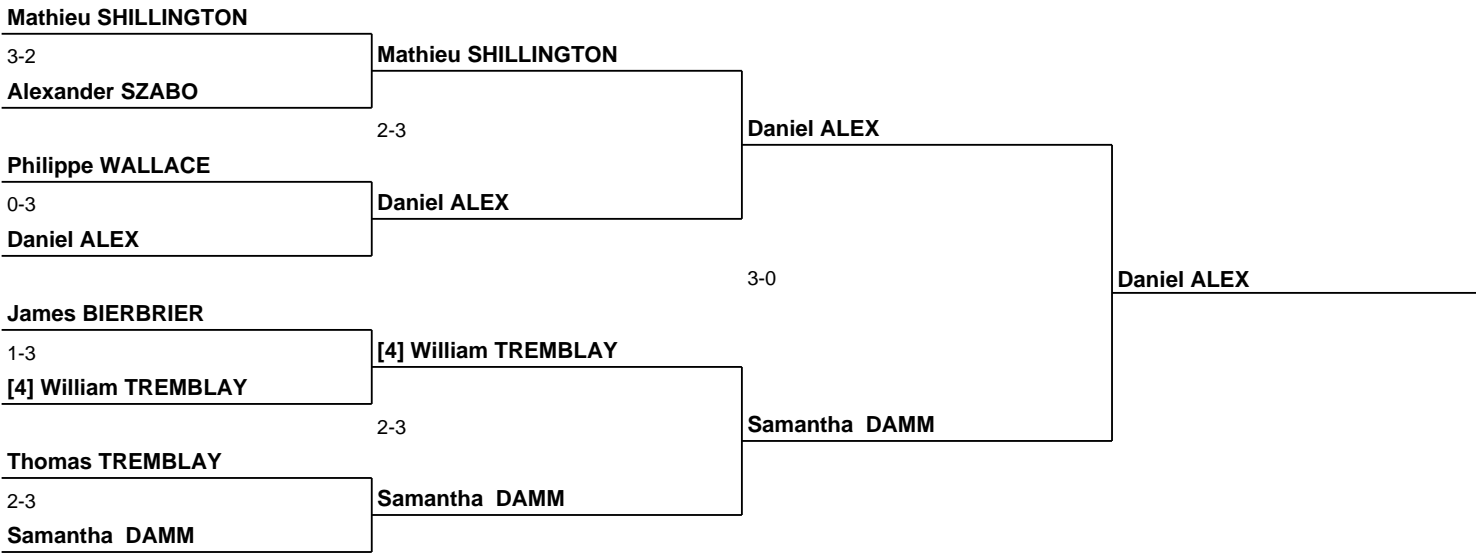 Mathieu SHILLINGTON
3-2
Mathieu SHILLINGTON
Alexander SZABO
2-3
Daniel ALEX
Philippe WALLACE
0-3
Daniel ALEX
Daniel ALEX
3-0
Daniel ALEX
James BIERBRIER
1-3
[4] William TREMBLAY
[4] William TREMBLAY
2-3
Samantha DAMM
Thomas TREMBLAY
2-3
Samantha DAMM
Samantha DAMM